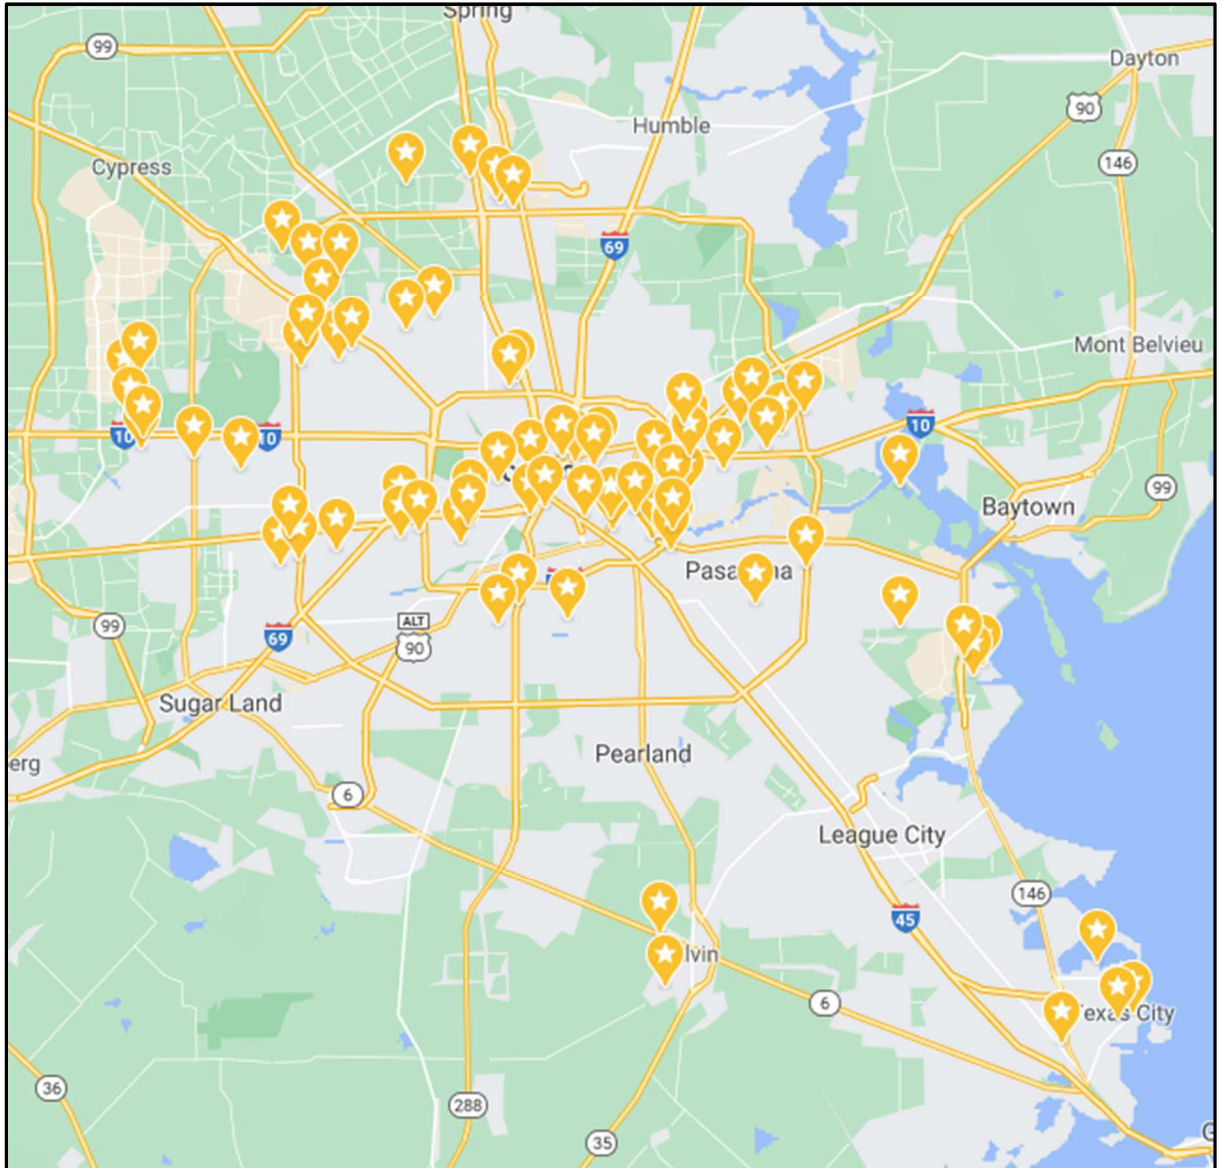 Spring
99
Dayton
90
Humble
146
Cypress
69
Mont Belvieu
10
10
10
99
Baytown
Pasa na
99
ALT
69
90
Sugar Land
erg
Pearland
6
League City
146
45
lvin
6
Texas City
36
288
35
G